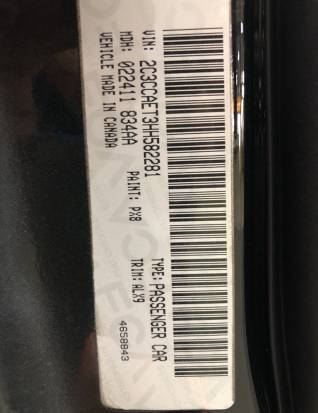 VIN: 2C3CCAET3HH582281 TYPE: PASSENGER CAR
MDH: 022411 834AA PAINT: PX8 TRIM: ALX9
VEHICLE MADE IN CANADA 4658843